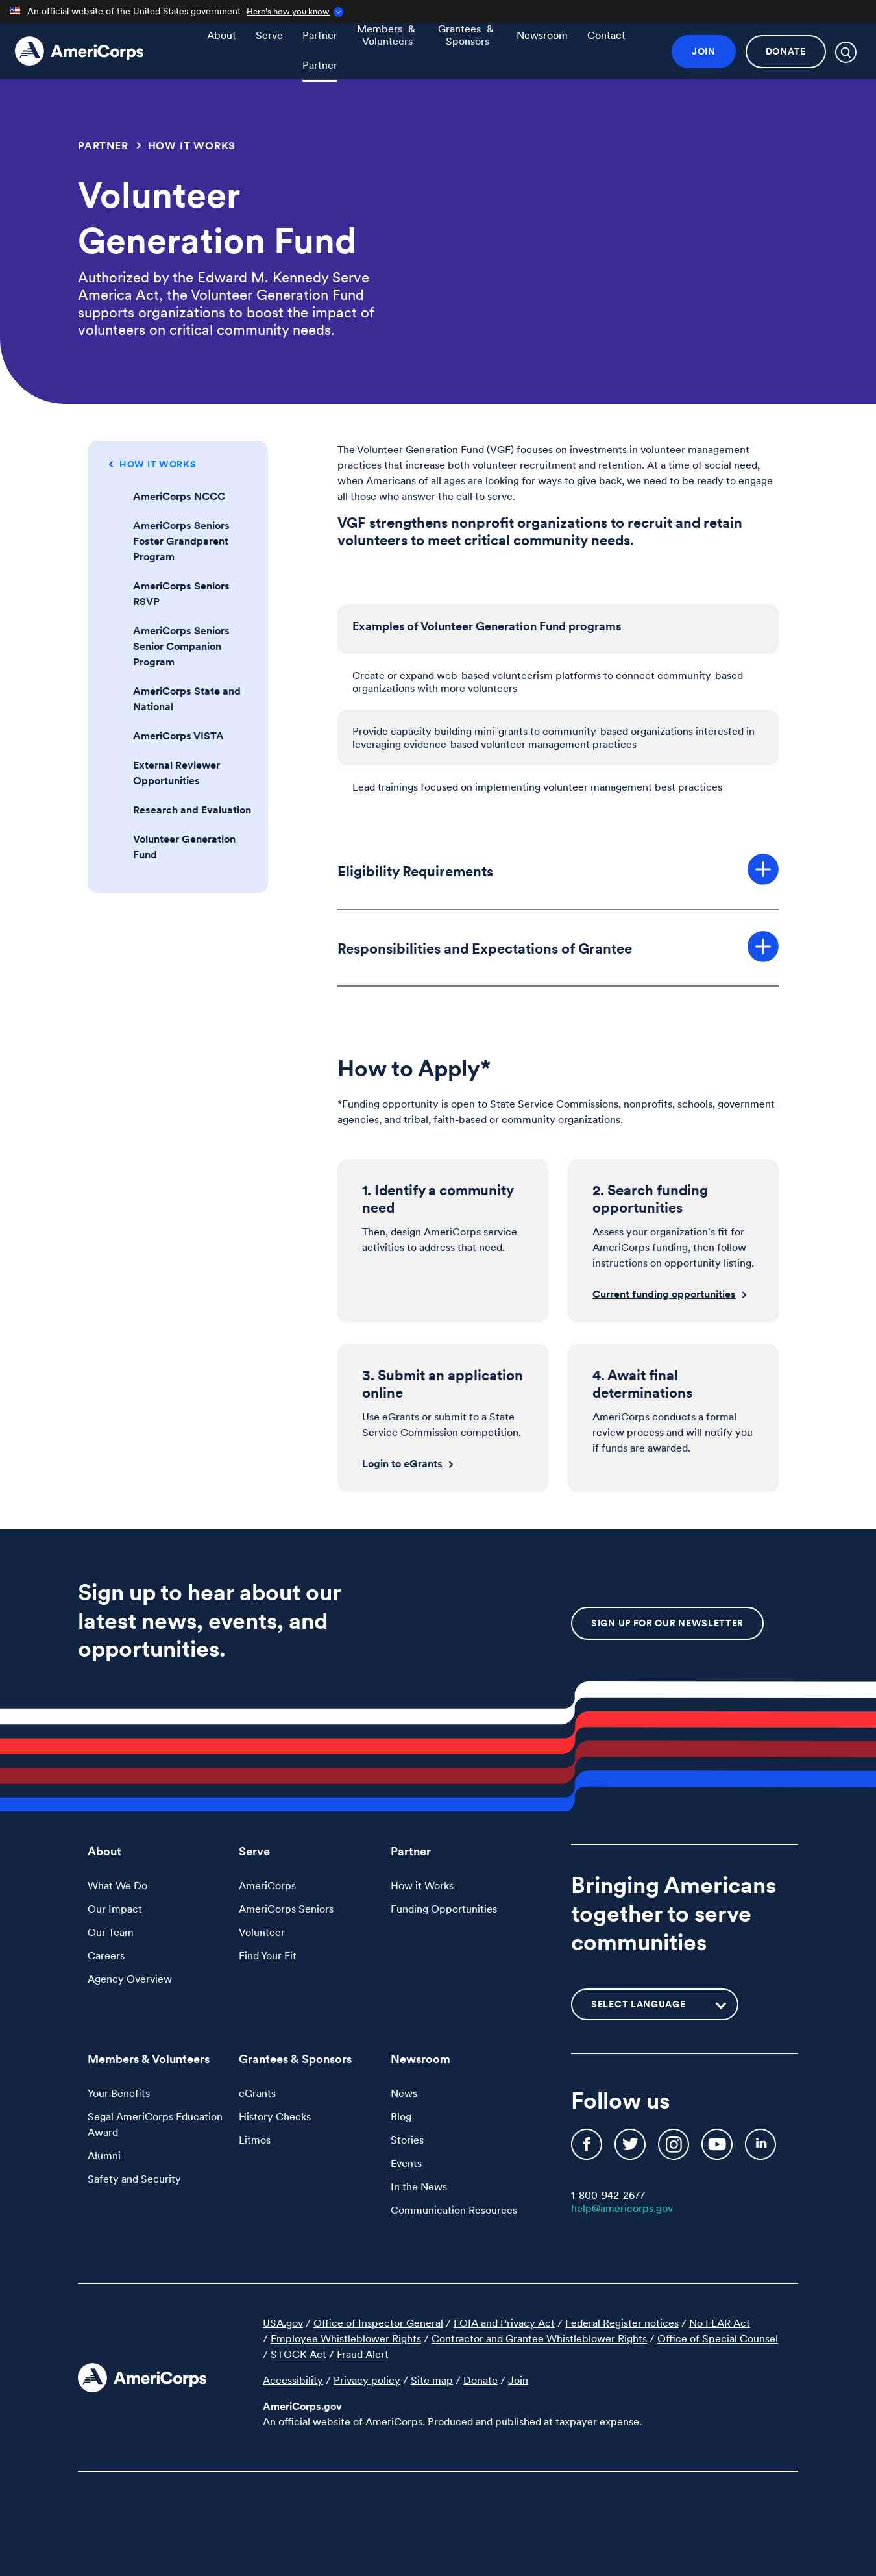 An official website of the United States government Here's how you know
AmeriCorps
About
Serve
Partner
Members &
Volunteers
Grantees &
Sponsors
Newsroom
Contact
Partner
JOIN
DONATE
PARTNER > HOW IT WORKS
Volunteer
Generation Fund
Authorized by the Edward M. Kennedy Serve
America Act, the Volunteer Generation Fund
supports organizations to boost the impact of
volunteers on critical community needs.
HOW IT WORKS
AmeriCorps NCCC
AmeriCorps Seniors
Foster Grandparent
Program
AmeriCorps Seniors
RSVP
AmeriCorps Seniors
Senior Companion
Program
AmeriCorps State and
National
AmeriCorps VISTA
External Reviewer
Opportunities
Research and Evaluation
Volunteer Generation
Fund
The Volunteer Generation Fund (VGF) focuses on investments in volunteer management
practices that increase both volunteer recruitment and retention. At a time of social need,
when Americans of all ages are looking for ways to give back, we need to be ready to engage
all those who answer the call to serve.
VGF strengthens nonprofit organizations to recruit and retain
volunteers to meet critical community needs.
Examples of Volunteer Generation Fund programs
Create or expand web-based volunteerism platforms to connect community-based
organizations with more volunteers
Provide capacity building mini-grants to community-based organizations interested in
leveraging evidence-based volunteer management practices
Lead trainings focused on implementing volunteer management best practices
Eligibility Requirements
Responsibilities and Expectations of Grantee
How to Apply*
*Funding opportunity is open to State Service Commissions, nonprofits, schools, government
agencies, and tribal, faith-based or community organizations.
1. Identify a community
need
Then, design AmeriCorps service
activities to address that need.
2. Search funding
opportunities
Assess your organization's fit for
AmeriCorps funding, then follow
instructions on opportunity listing.
Current funding opportunities
3. Submit an application
online
Use eGrants or submit to a State
Service Commission competition.
Login to eGrants
4. Await final
determinations
AmeriCorps conducts a formal
review process and will notify you
if funds are awarded.
Sign up to hear about our
latest news, events, and
opportunities.
SIGN UP FOR OUR NEWSLETTER
About
What We Do
Our Impact
Our Team
Careers
Agency Overview
Serve
AmeriCorps
AmeriCorps Seniors
Volunteer
Find Your Fit
Partner
How it Works
Funding Opportunities
Bringing Americans
together to serve
communities
SELECT LANGUAGE
Members & Volunteers
Your Benefits
Segal AmeriCorps Education
Award
Alumni
Safety and Security
Grantees & Sponsors
eGrants
History Checks
Litmos
Newsroom
News
Blog
Stories
Events
In the News
Communication Resources
Follow us
1-800-942-2677
help@americorps.gov
AmeriCorps
USA.gov / Office of Inspector General / FOIA and Privacy Act / Federal Register notices / No FEAR Act
/ Employee Whistleblower Rights / Contractor and Grantee Whistleblower Rights / Office of Special Counsel
/ STOCK Act / Fraud Alert
Accessibility / Privacy policy / Site map / Donate / Join
AmeriCorps.gov
An official website of AmeriCorps. Produced and published at taxpayer expense.